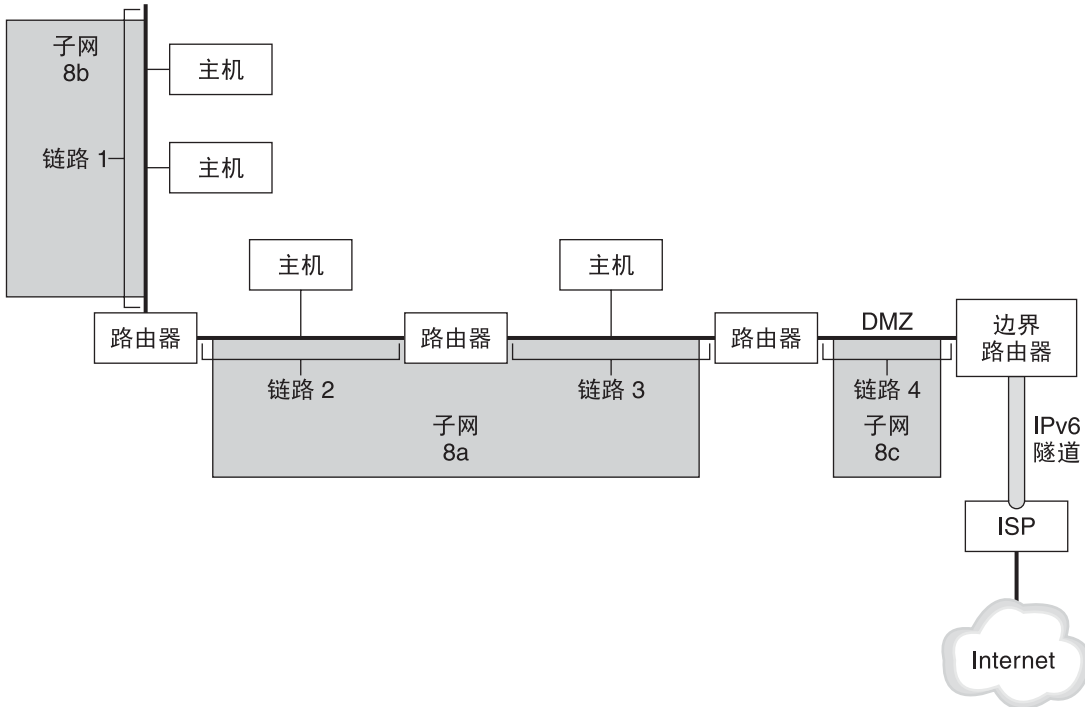 子网
8b
主机
链路 1
主机
主机
主机
路由器
路由器
路由器
DMZ
边界
路由器
链路 2
链路 3
链路 4
子网
8a
子网
8c
IPv6
隧道
ISP
Internet